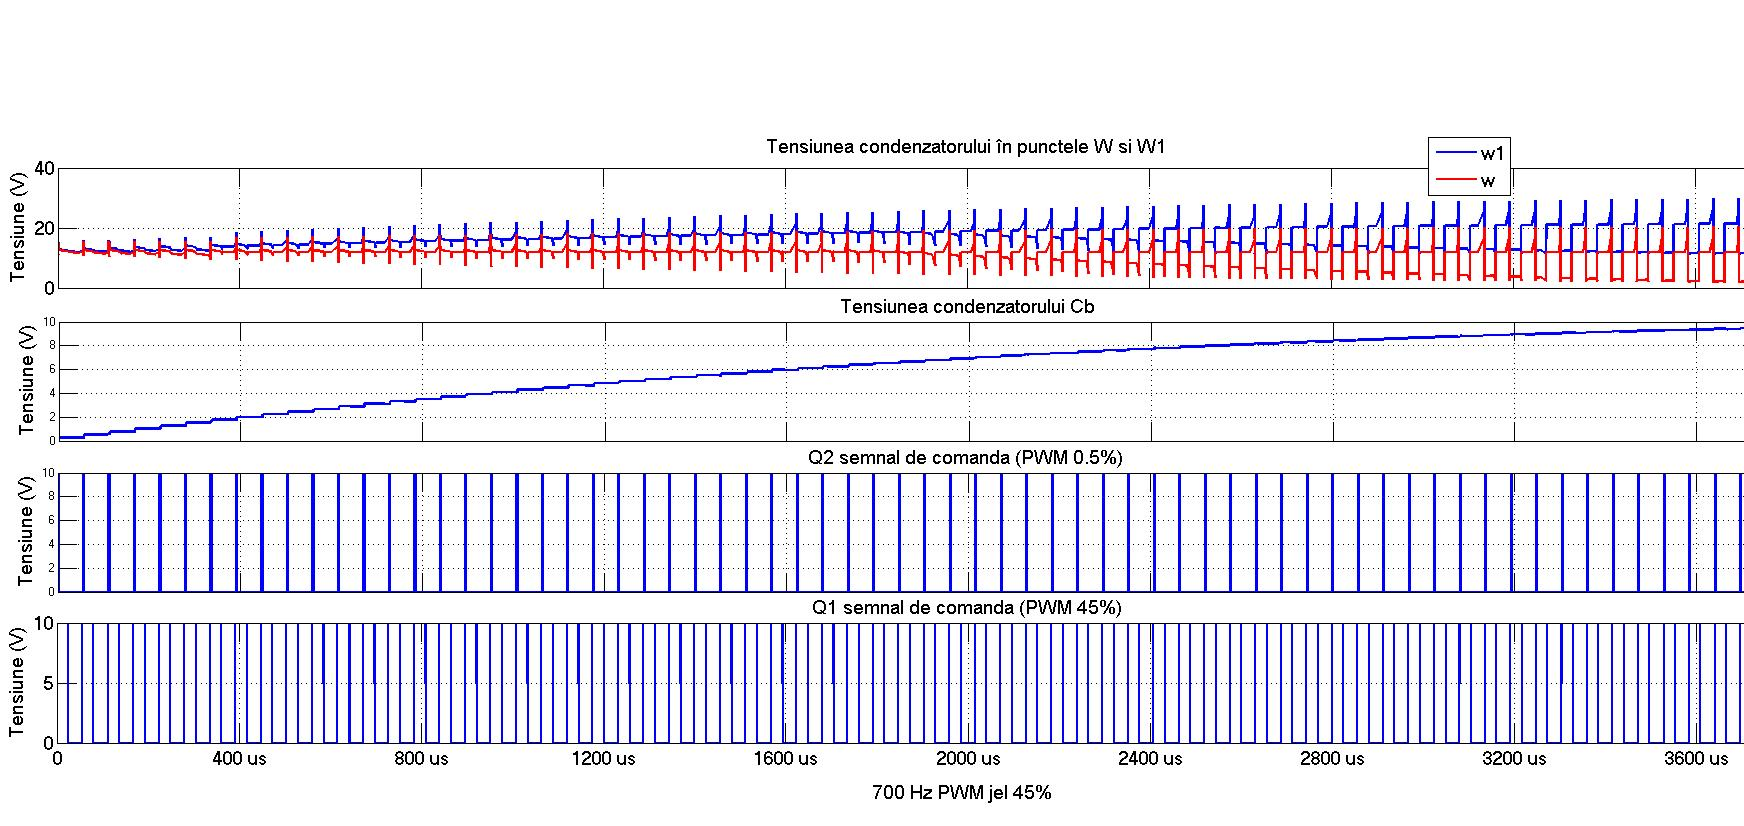 Tensiunea condenzatorului în punctele W si W1
w1
w
Tensiune (V)
40
20
0
Tensiunea condenzatorului Cb
Tensiune (V)
10
8
6
4
2
0
Q2 semnal de comanda (PWM 0.5%)
Tensiune (V)
10
8
6
4
2
0
Q1 semnal de comanda (PWM 45%)
Tensiune (V)
10
5
0
0 400 us 800 us 1200 us 1600 us 2000 us 2400 us 2800 us 3200 us 3600 us
700 Hz PWM jel 45%